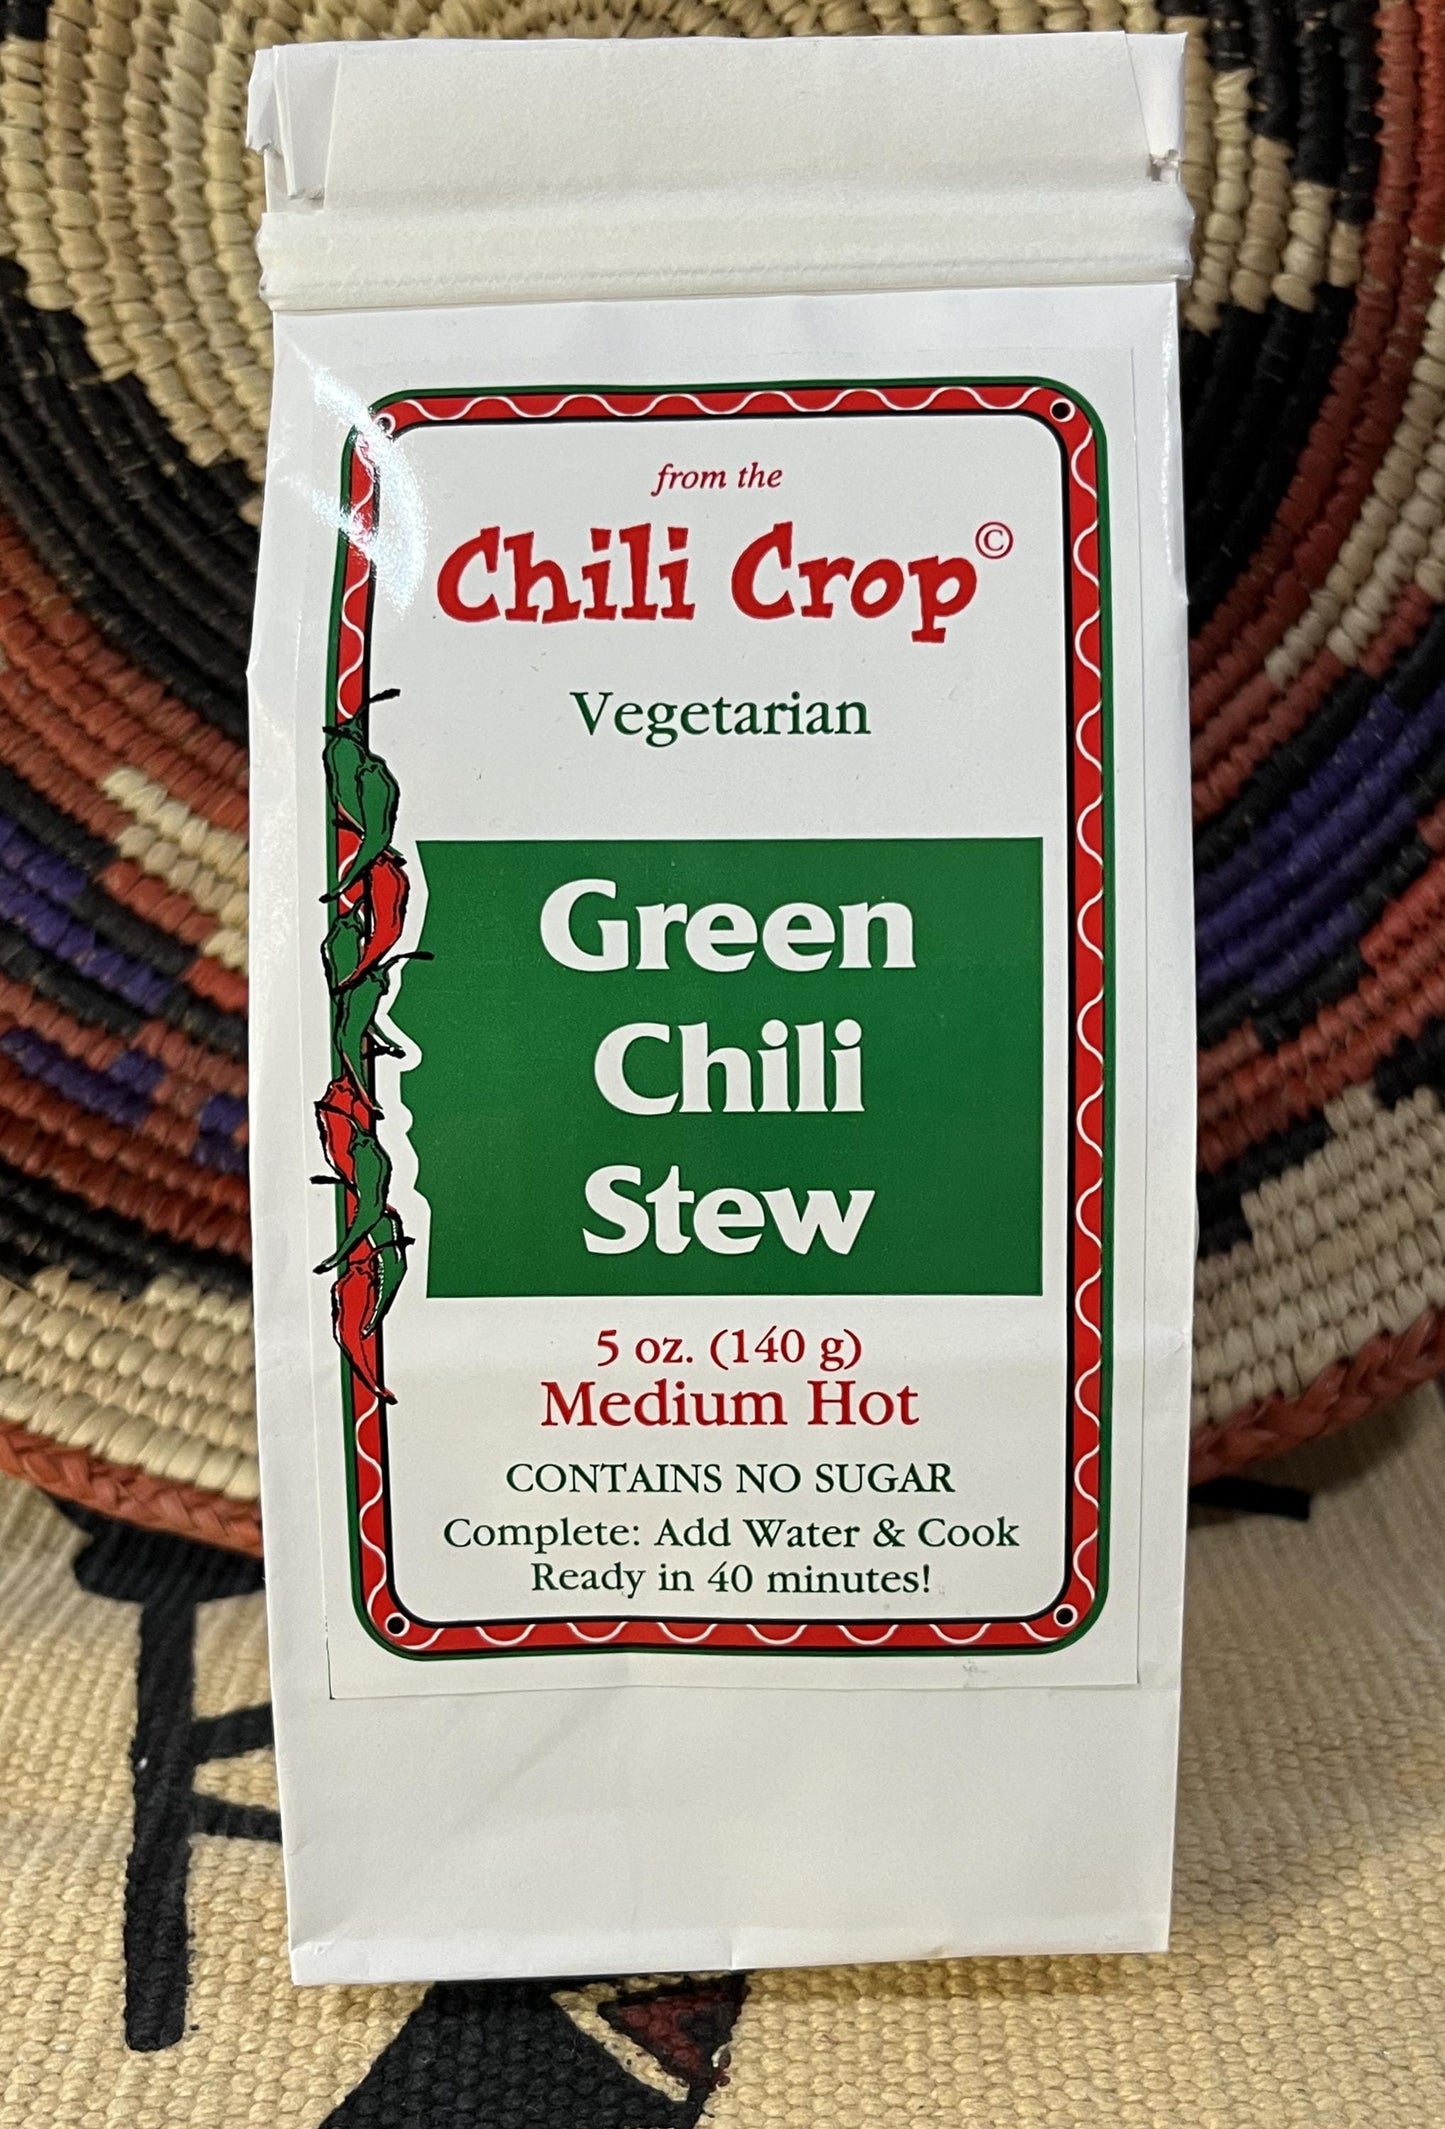 from the
Chili Crop©
Vegetarian
Green
Chili
Stew
5 oz. (140 g)
Medium Hot
CONTAINS NO SUGAR
Complete: Add Water & Cook
Ready in 40 minutes!